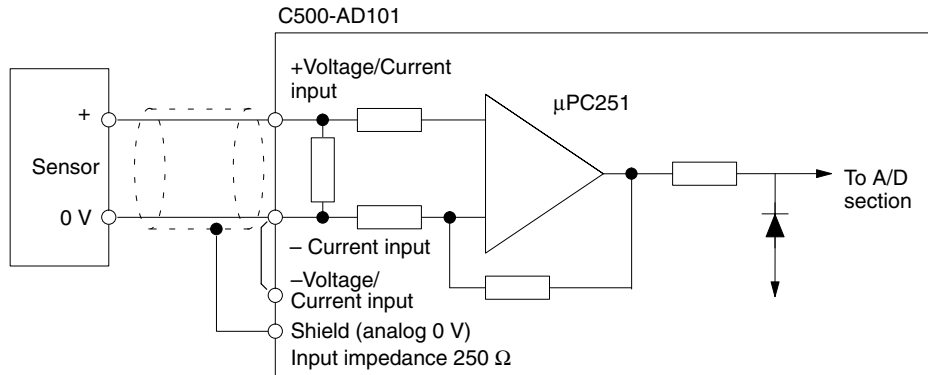 C500-AD101
+Voltage/Current
input
μPC251
+
Sensor
To A/D
section
0 V
– Current input
–Voltage/
Current input
Shield (analog 0 V)
Input impedance 250 Ω